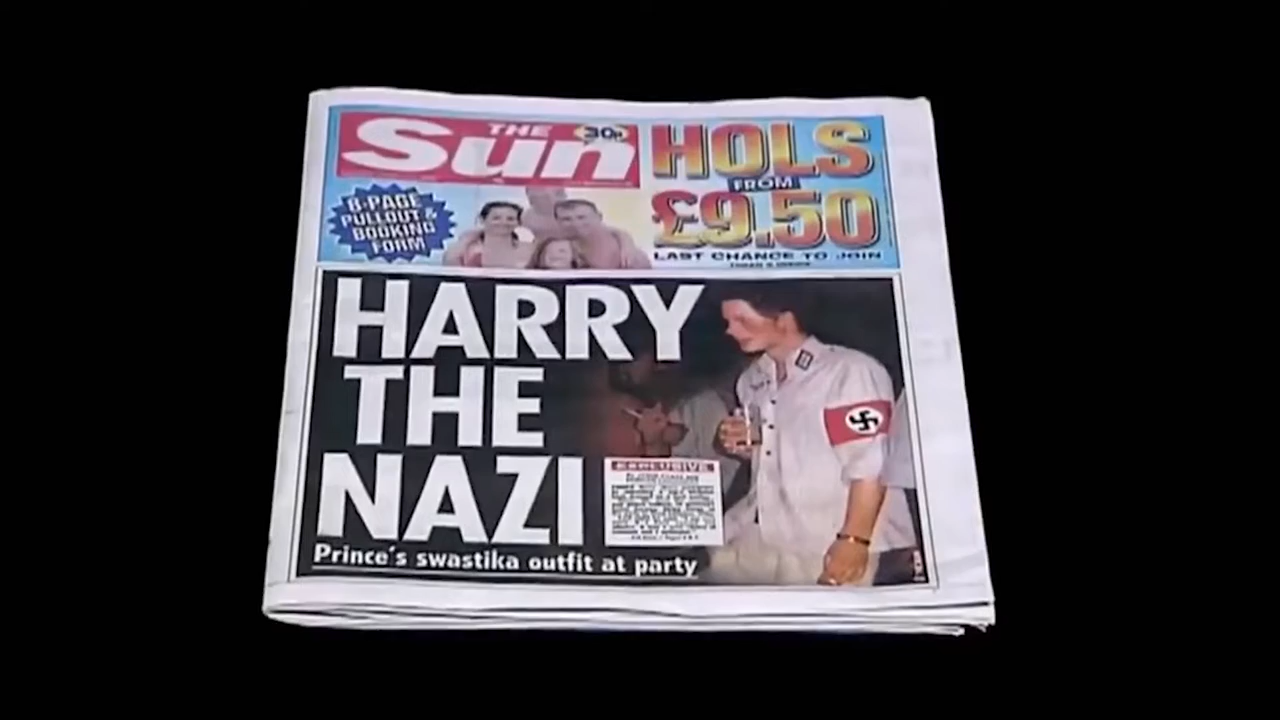 THE
Sun
30p
HOLS
FROM
£9.50
LAST CHANCE TO JOIN
8-PAGE
PULLOUT &
BOOKING
FORM
HARRY
THE
NAZI
EXCLUSIVE
Prince's swastika outfit at party